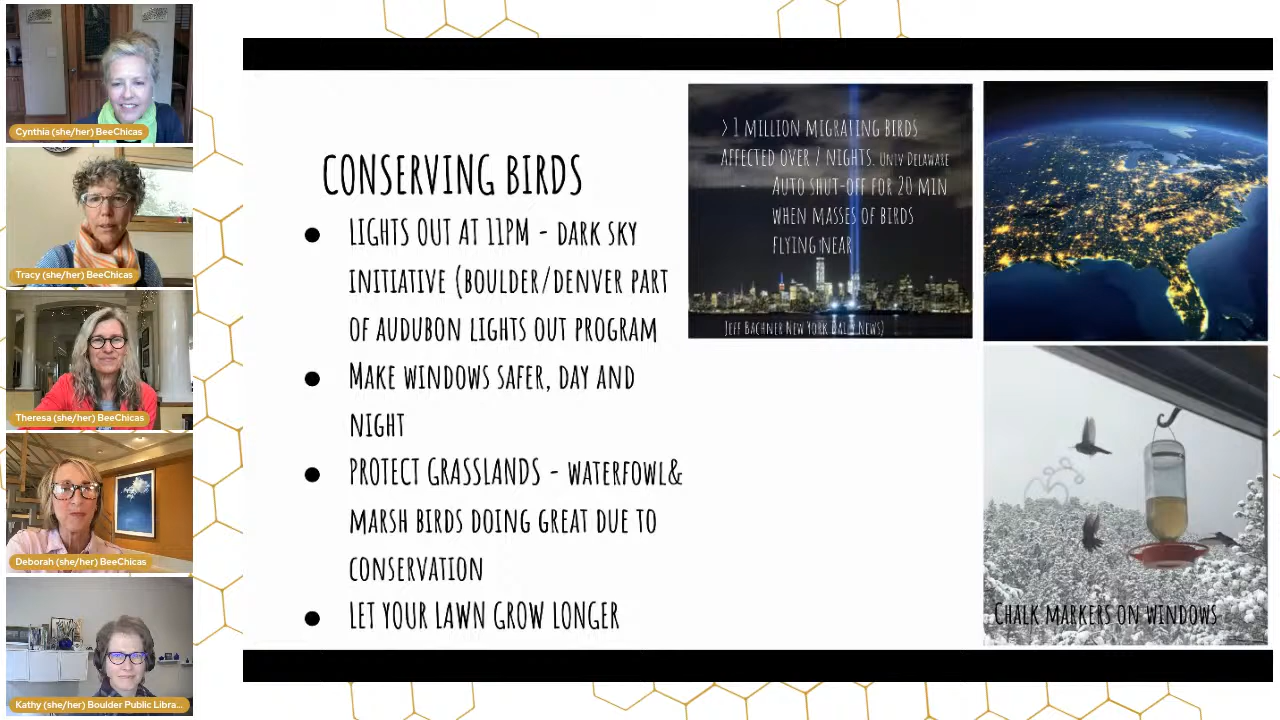 Cynthia (she/her) BeeChicas
Tracy (she/her) BeeChicas
Theresa (she/her) BeeChicas
Deborah (she/her) BeeChicas
Kathy (she/her) Boulder Public Libra...
CONSERVING BIRDS
● LIGHTS OUT AT 11PM - DARK SKY
INITIATIVE (BOULDER/DENVER PART
OF AUDUBON LIGHTS OUT PROGRAM
● MAKE WINDOWS SAFER, DAY AND
NIGHT
● PROTECT GRASSLANDS - WATERFOWL&
MARSH BIRDS DOING GREAT DUE TO
CONSERVATION
● LET YOUR LAWN GROW LONGER
> 1 MILLION MIGRATING BIRDS
AFFECTED OVER 7 NIGHTS. UNIV DELAWARE
- AUTO SHUT-OFF FOR 20 MIN
WHEN MASSES OF BIRDS
FLYING NEAR
JEFF BACHNER NEW YORK DAILY NEWS)
CHALK MARKERS ON WINDOWS